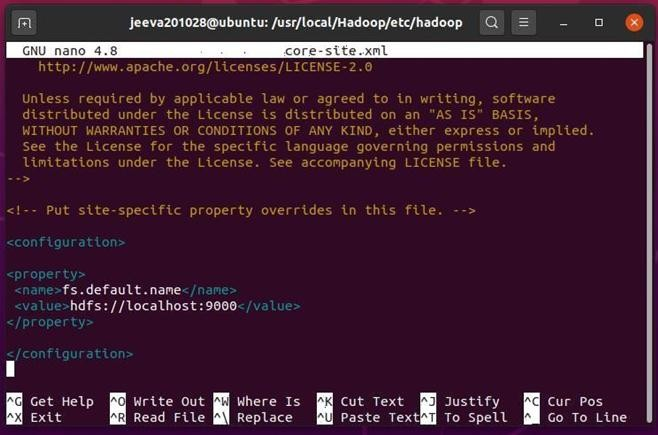 jeeva201028@ubuntu: /usr/local/Hadoop/etc/hadoop
GNU nano 4.8 core-site.xml
http://www.apache.org/licenses/LICENSE-2.0
Unless required by applicable law or agreed to in writing, software
distributed under the License is distributed on an "AS IS" BASIS,
WITHOUT WARRANTIES OR CONDITIONS OF ANY KIND, either express or implied.
See the License for the specific language governing permissions and
limitations under the License. See accompanying LICENSE file.
-->
<!-- Put site-specific property overrides in this file. -->
<configuration>
<property>
<name>fs.default.name</name>
<value>hdfs://localhost:9000</value>
</property>
</configuration>
^G Get Help ^O Write Out ^W Where Is ^K Cut Text ^J Justify ^C Cur Pos
^X Exit ^R Read File ^\ Replace ^U Paste Text ^T To Spell ^_ Go To Line